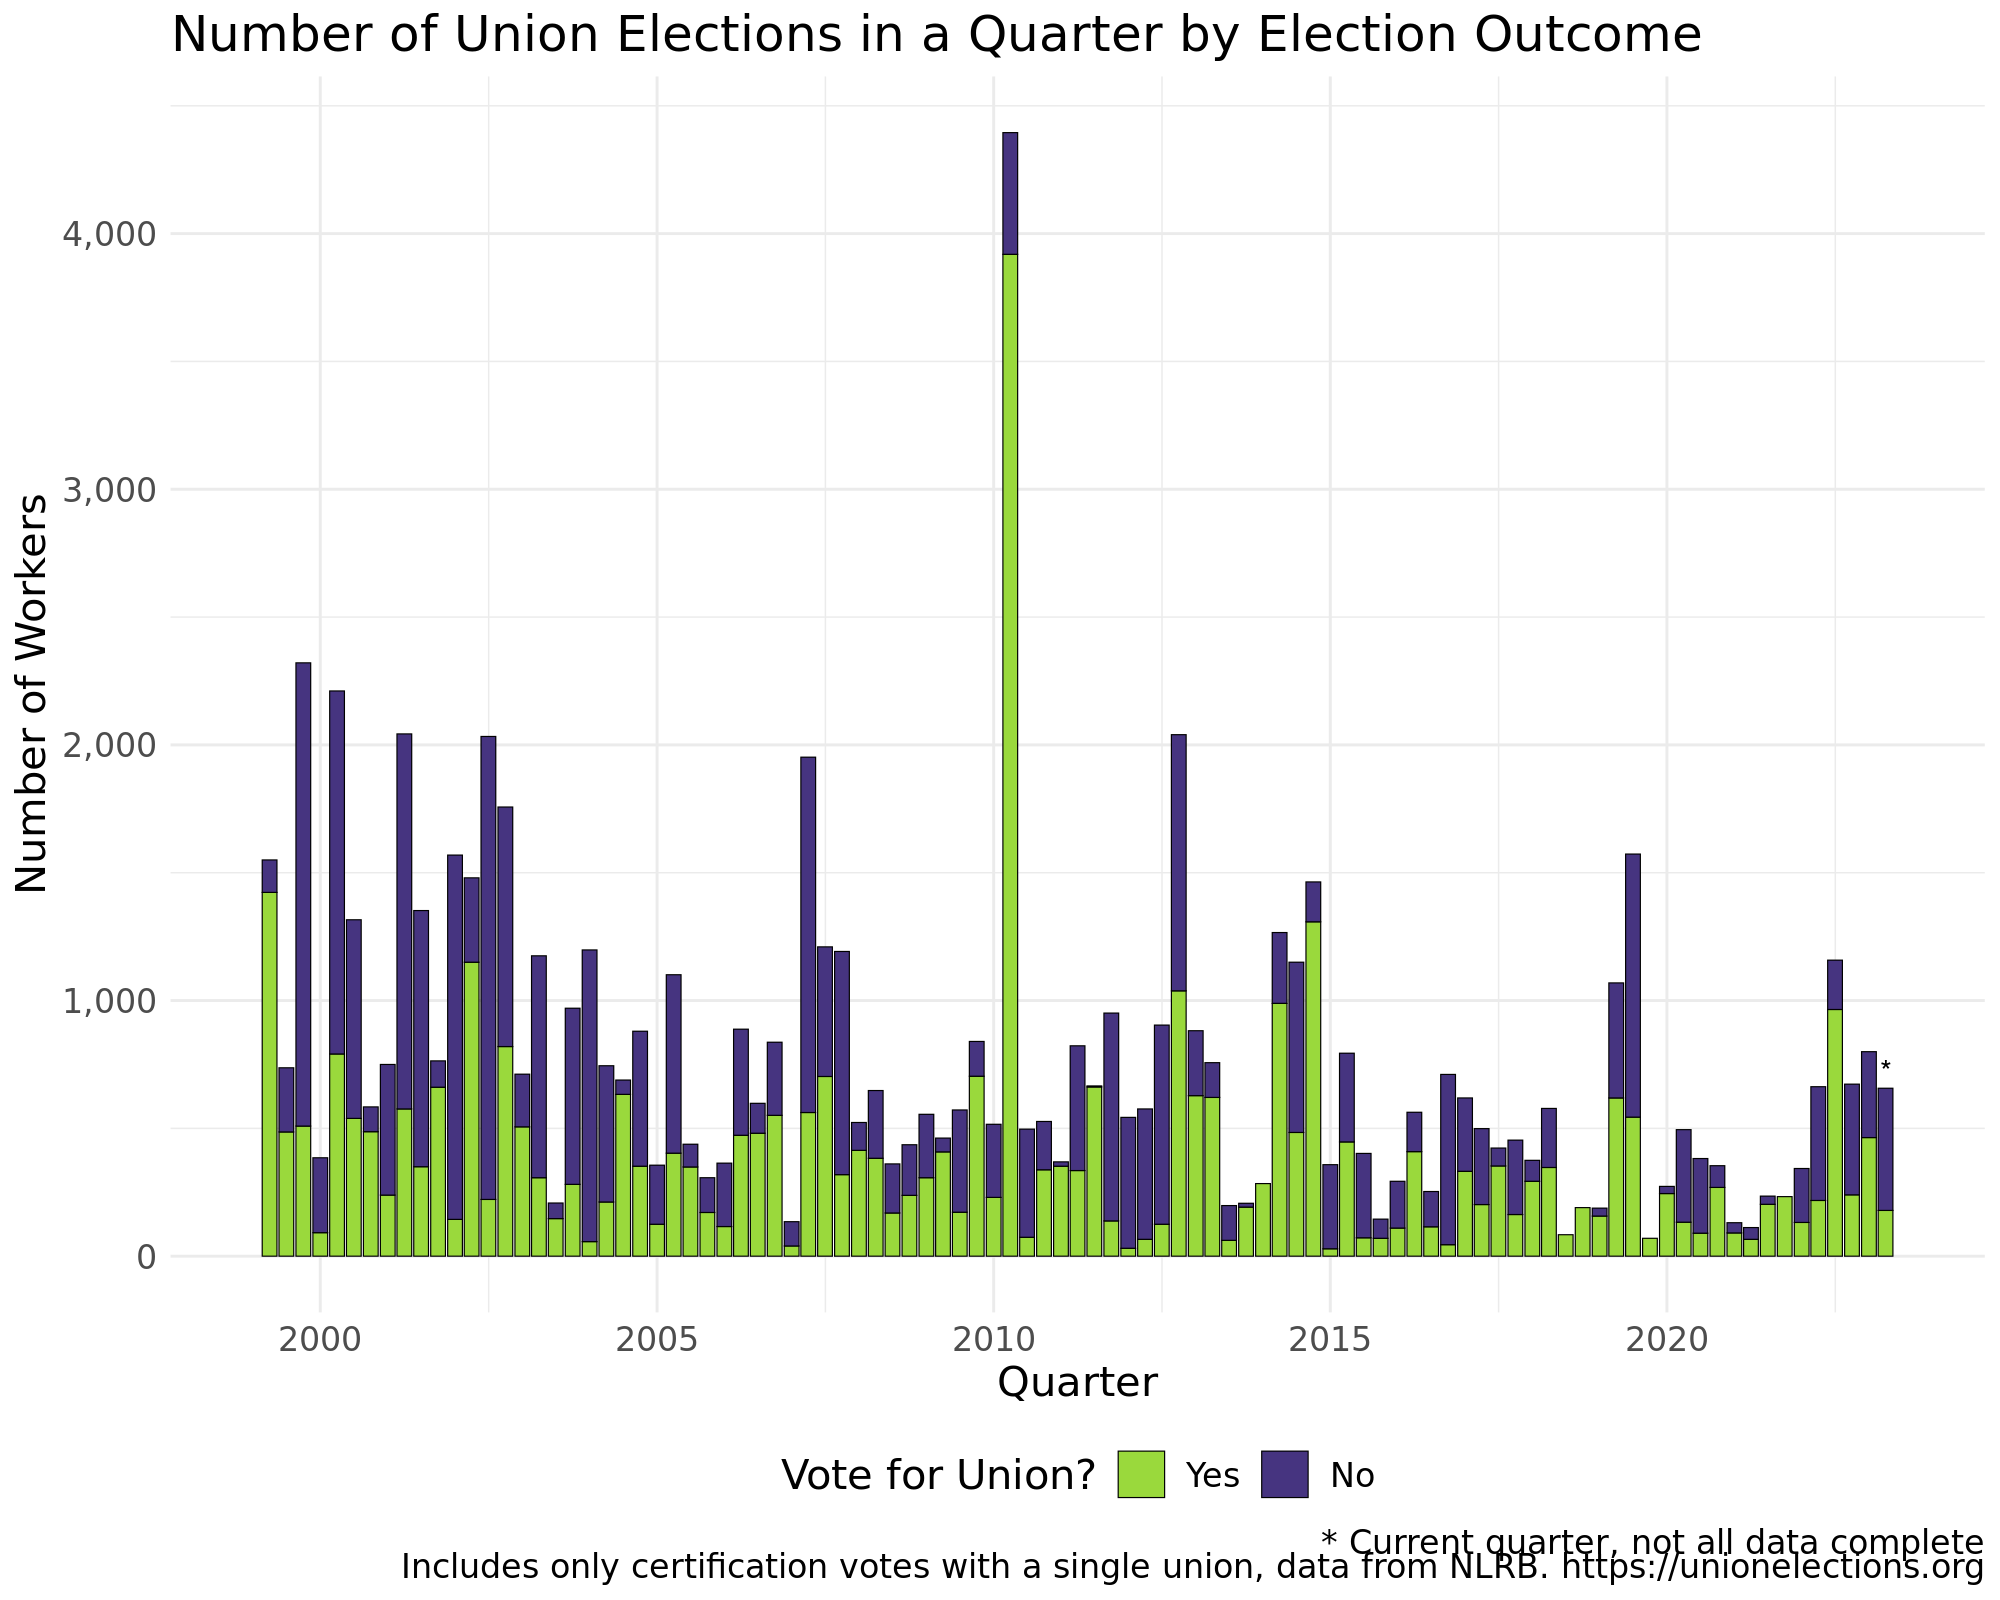 Number of Union Elections in a Quarter by Election Outcome
Number of Workers
4,000
3,000
2,000
1,000
0
*
2000 2005 2010 2015 2020
Quarter
Vote for Union? Yes No
* Current quarter, not all data complete
Includes only certification votes with a single union, data from NLRB. https://unionelections.org